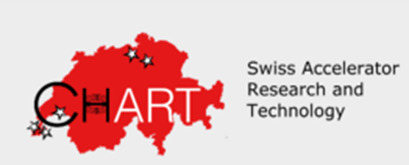 CHART
Swiss Accelerator
Research and
Technology